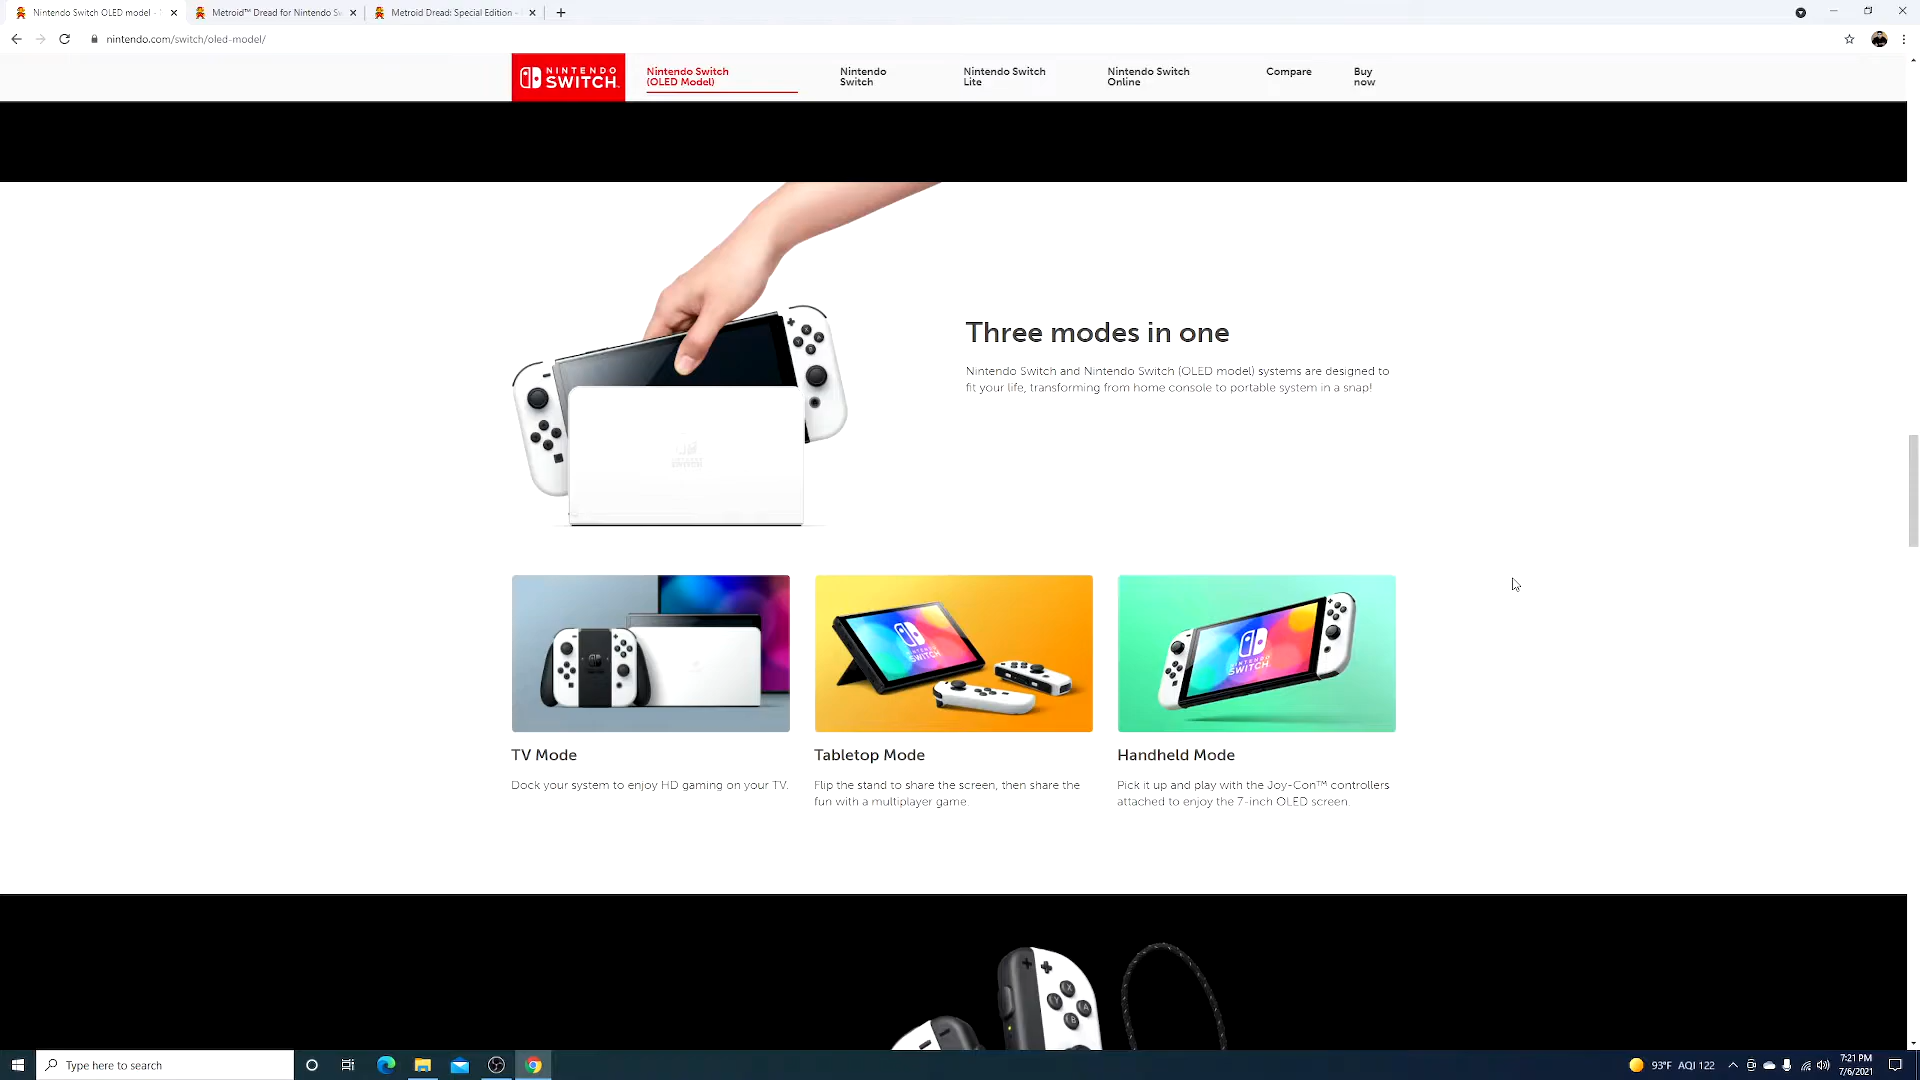 Nintendo Switch OLED model -
Metroid™ Dread for Nintendo Sw
Metroid Dread: Special Edition -
nintendo.com/switch/oled-model/
NINTENDO
SWITCH
Nintendo Switch
(OLED Model)
Nintendo
Switch
Nintendo Switch
Lite
Nintendo Switch
Online
Compare
Buy
now
Three modes in one
Nintendo Switch and Nintendo Switch (OLED model) systems are designed to
fit your life, transforming from home console to portable system in a snap!
NINTENDO
SWITCH
NINTENDO
SWITCH
TV Mode
Dock your system to enjoy HD gaming on your TV.
Tabletop Mode
Flip the stand to share the screen, then share the
fun with a multiplayer game.
Handheld Mode
Pick it up and play with the Joy-Con™ controllers
attached to enjoy the 7-inch OLED screen.
X
Y
A
B
Type here to search
93°F AQI 122
7:21 PM
7/6/2021